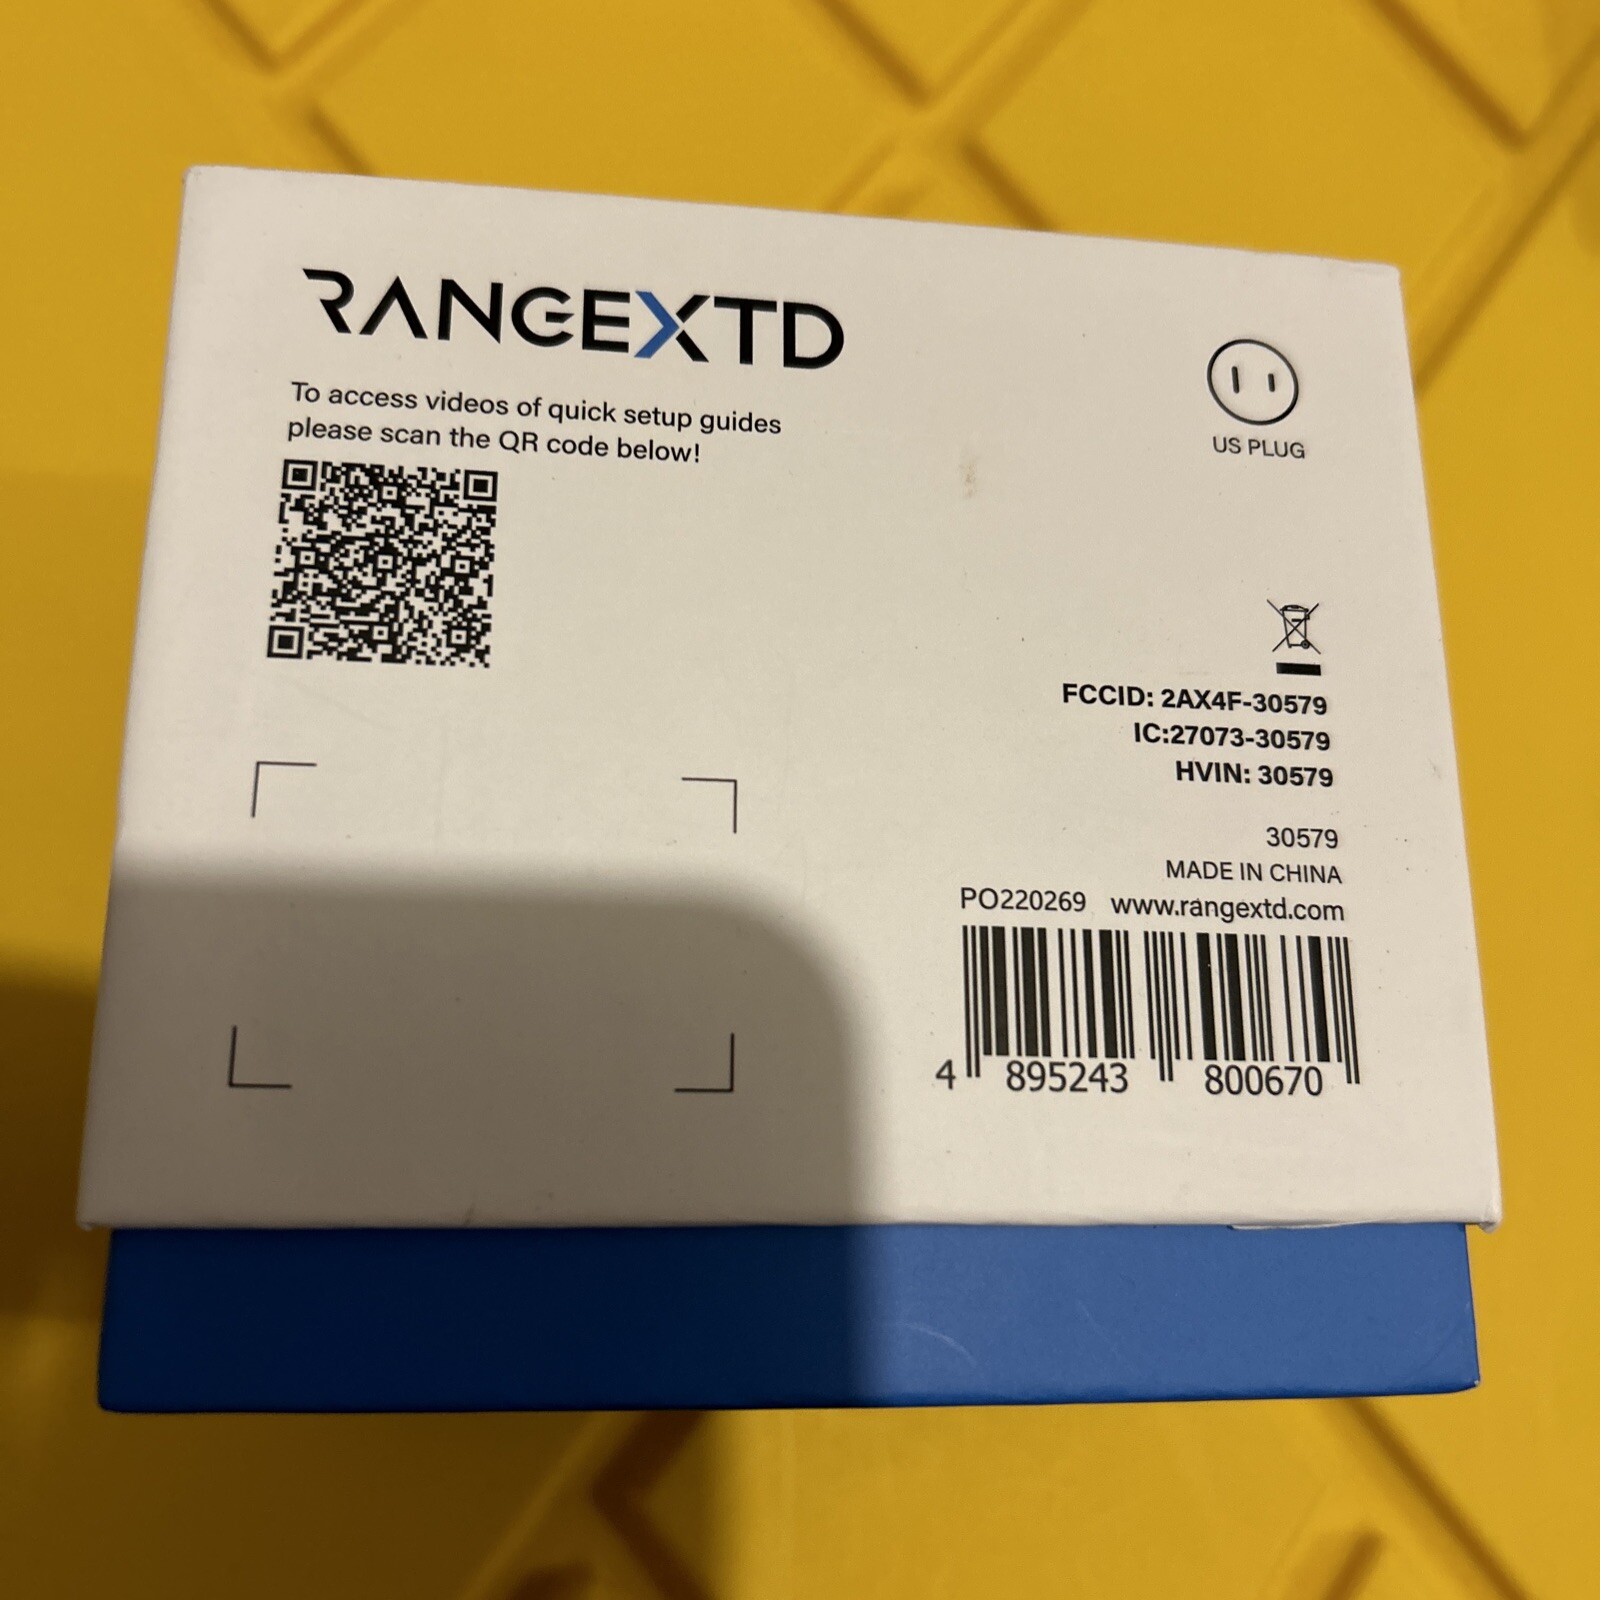 RANGEXTD
To access videos of quick setup guides
please scan the QR code below!
US PLUG
FCCID: 2AX4F-30579
IC:27073-30579
HVIN: 30579
30579
MADE IN CHINA
PO220269 www.rangextd.com
4 895243 800670